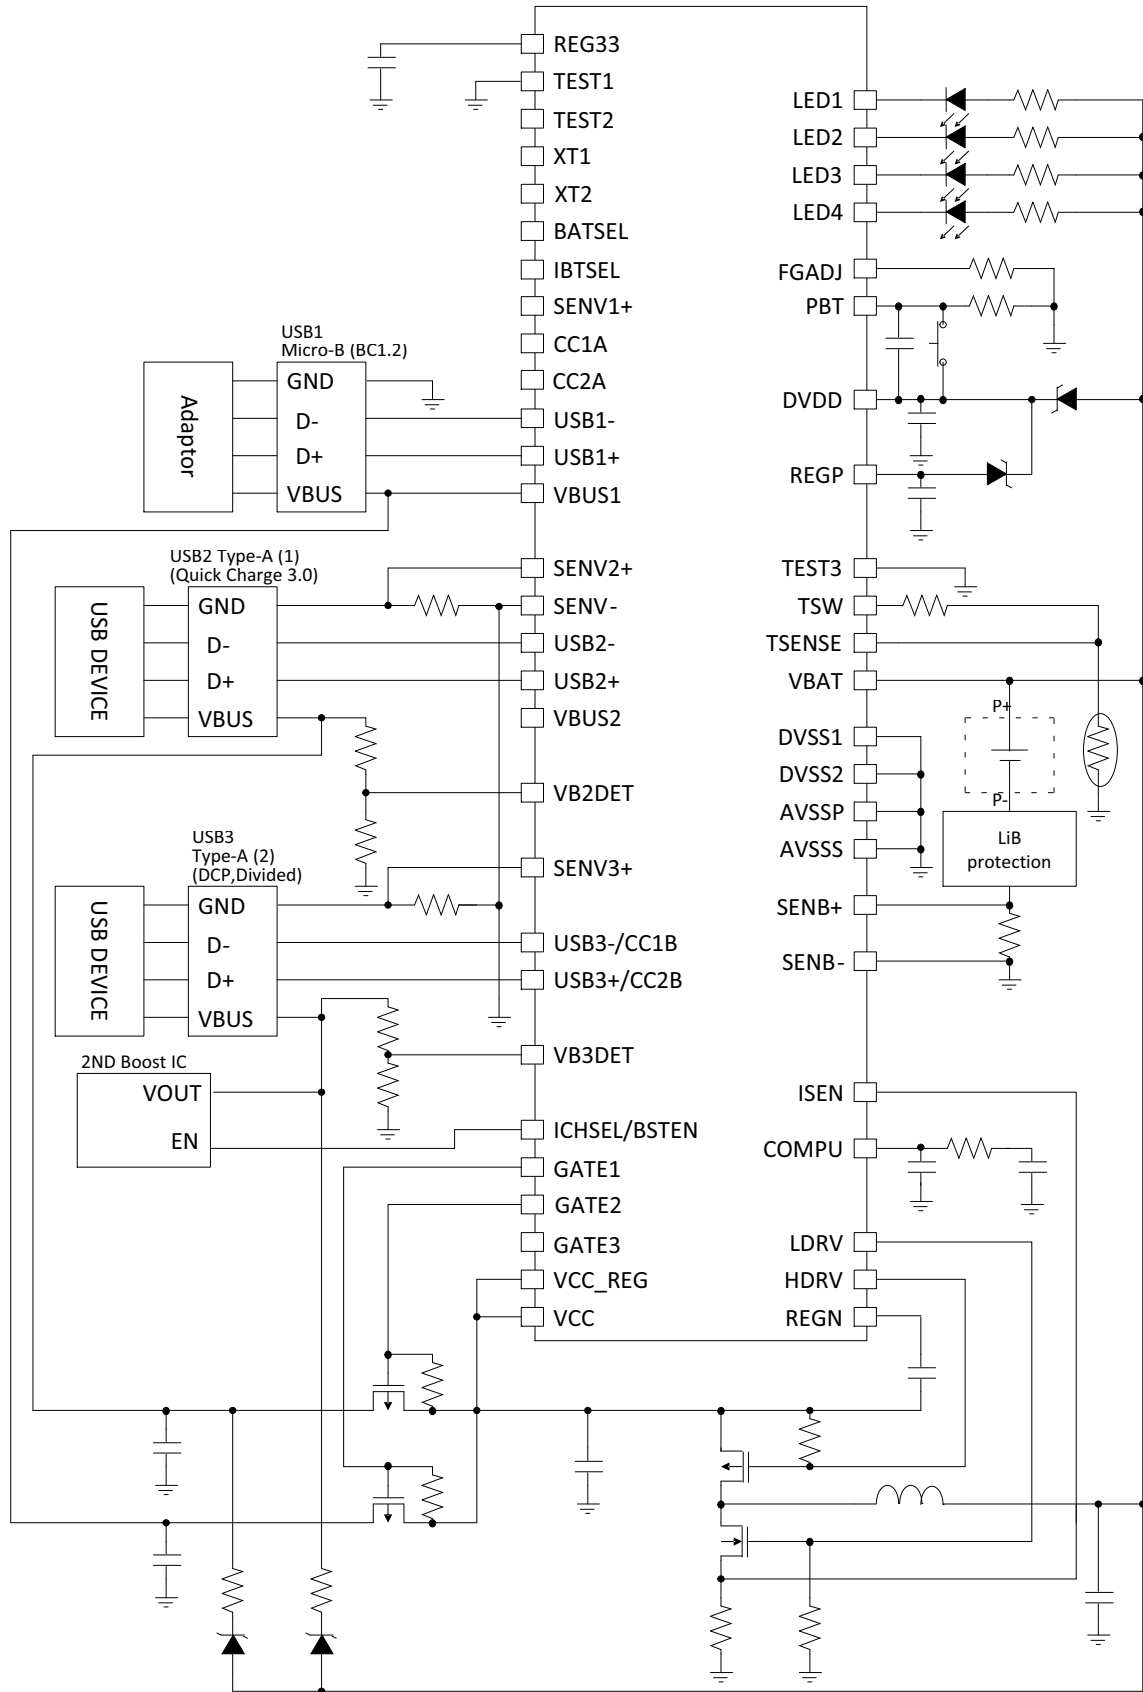 REG33
TEST1
TEST2
XT1
XT2
BATSEL
IBTSEL
SENV1+
CC1A
CC2A
USB1-
USB1+
VBUS1
SENV2+
SENV-
USB2-
USB2+
VBUS2
VB2DET
SENV3+
USB3-/CC1B
USB3+/CC2B
VB3DET
ICHSEL/BSTEN
GATE1
GATE2
GATE3
VCC_REG
VCC
LED1
LED2
LED3
LED4
FGADJ
PBT
DVDD
REGP
TEST3
TSW
TSENSE
VBAT
DVSS1
DVSS2
AVSSP
AVSSS
SENB+
SENB-
ISEN
COMPU
LDRV
HDRV
REGN
USB1
Micro-B (BC1.2)
Adaptor
GND
D-
D+
VBUS
USB2 Type-A (1)
(Quick Charge 3.0)
USB DEVICE
GND
D-
D+
VBUS
USB3
Type-A (2)
(DCP,Divided)
USB DEVICE
GND
D-
D+
VBUS
2ND Boost IC
VOUT
EN
P+
P-
LiB
protection